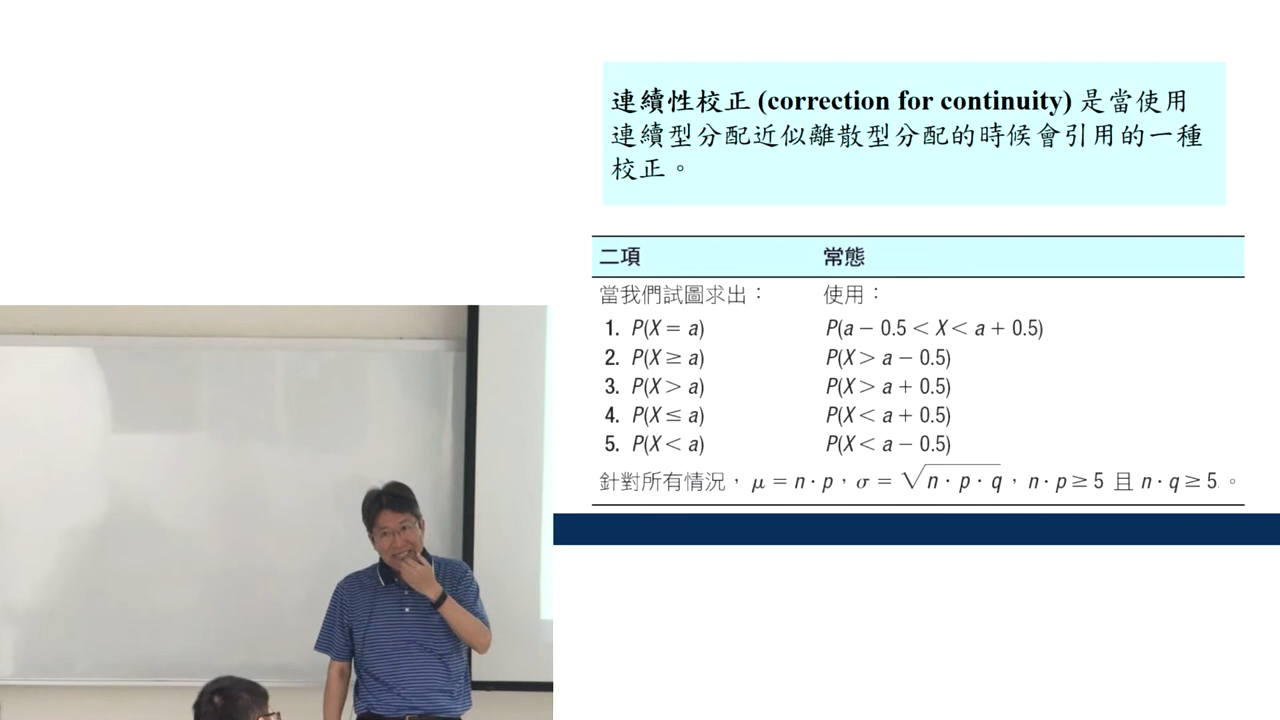 連續性校正 (correction for continuity) 是當使用
連續型分配近似離散型分配的時候會引用的一種
校正。
二項 常態
當我們試圖求出： 使用：
1. P(X = a) P(a − 0.5 < X < a + 0.5)
2. P(X ≥ a) P(X > a − 0.5)
3. P(X > a) P(X > a + 0.5)
4. P(X ≤ a) P(X < a + 0.5)
5. P(X < a) P(X < a − 0.5)
針對所有情況，μ = n · p，σ = √n · p · q，n · p ≥ 5 且 n · q ≥ 5。